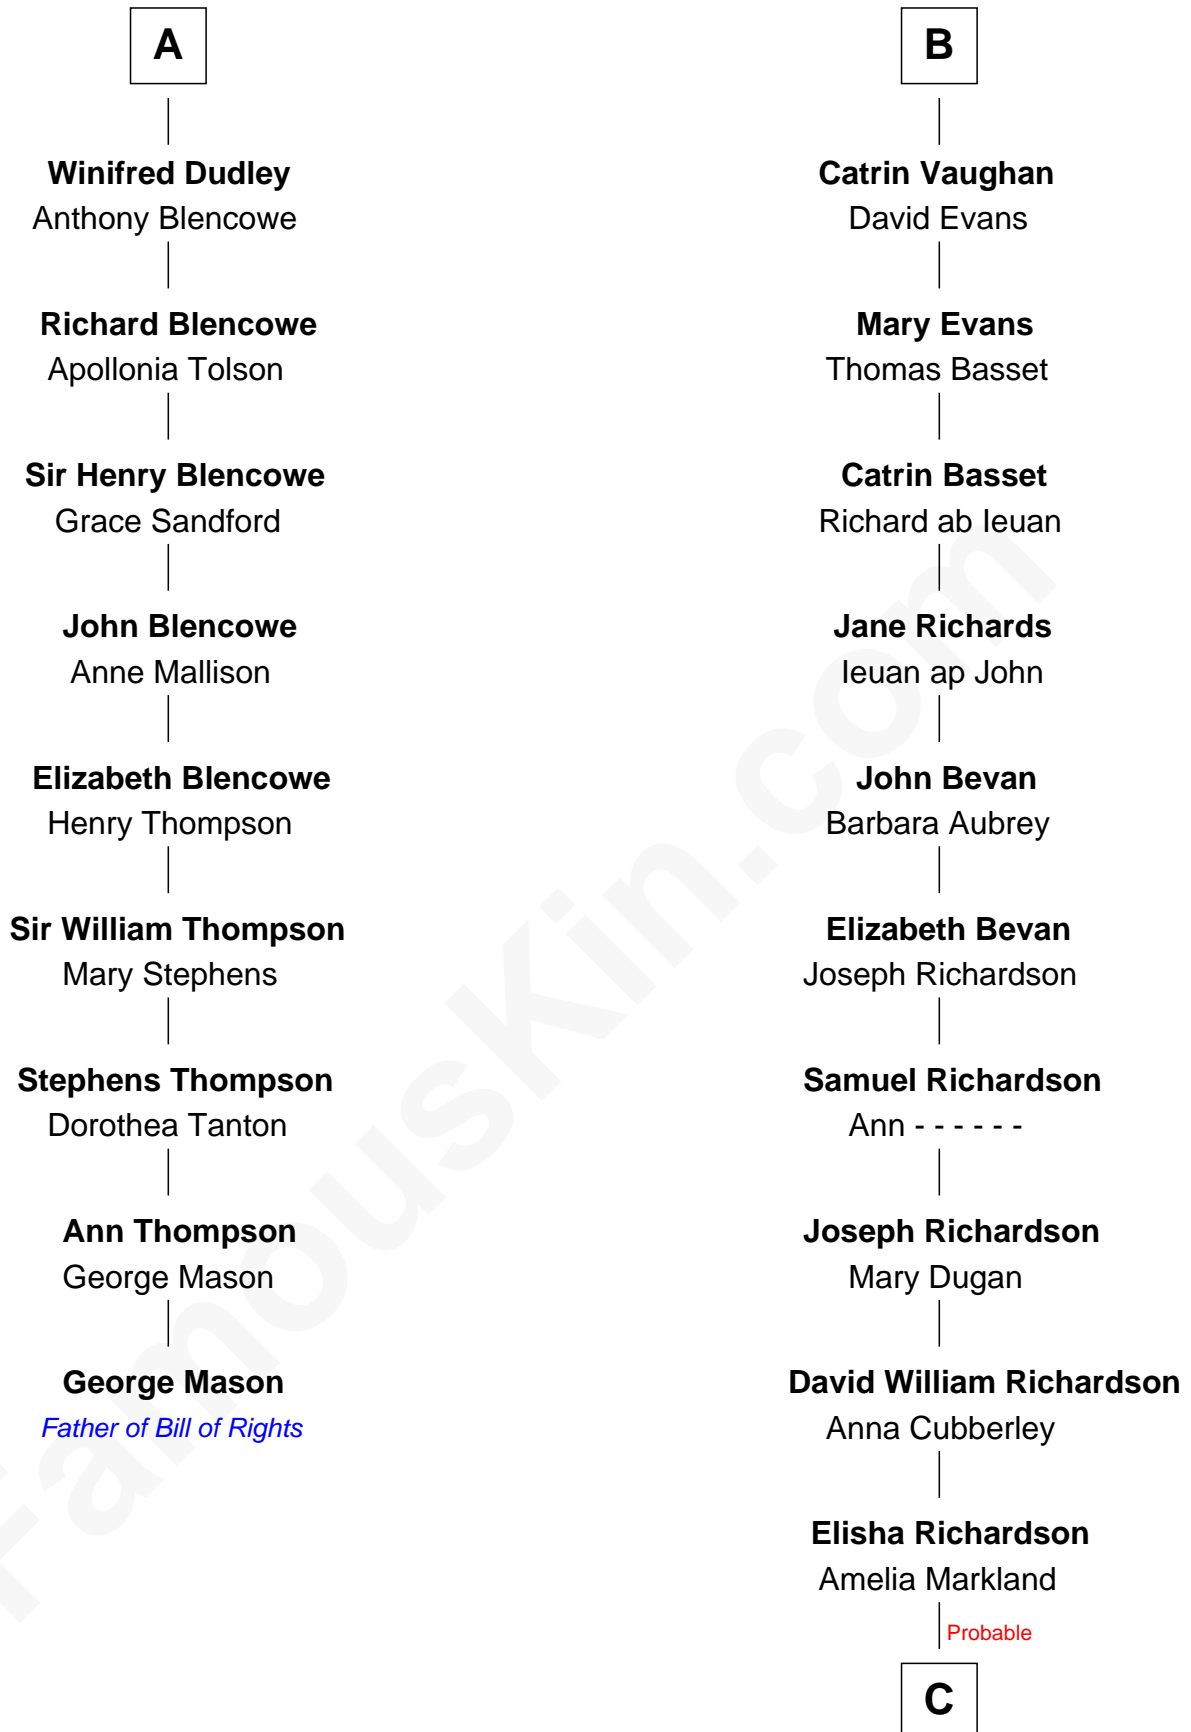 A
Winifred Dudley
Anthony Blencowe
Richard Blencowe
Apollonia Tolson
Sir Henry Blencowe
Grace Sandford
John Blencowe
Anne Mallison
Elizabeth Blencowe
Henry Thompson
Sir William Thompson
Mary Stephens
Stephens Thompson
Dorothea Tanton
Ann Thompson
George Mason
George Mason
Father of Bill of Rights
B
Catrin Vaughan
David Evans
Mary Evans
Thomas Basset
Catrin Basset
Richard ab Ieuan
Jane Richards
Ieuan ap John
John Bevan
Barbara Aubrey
Elizabeth Bevan
Joseph Richardson
Samuel Richardson
Ann - - - - - -
Joseph Richardson
Mary Dugan
David William Richardson
Anna Cubberley
Elisha Richardson
Amelia Markland
Probable
C
FamousKin.com